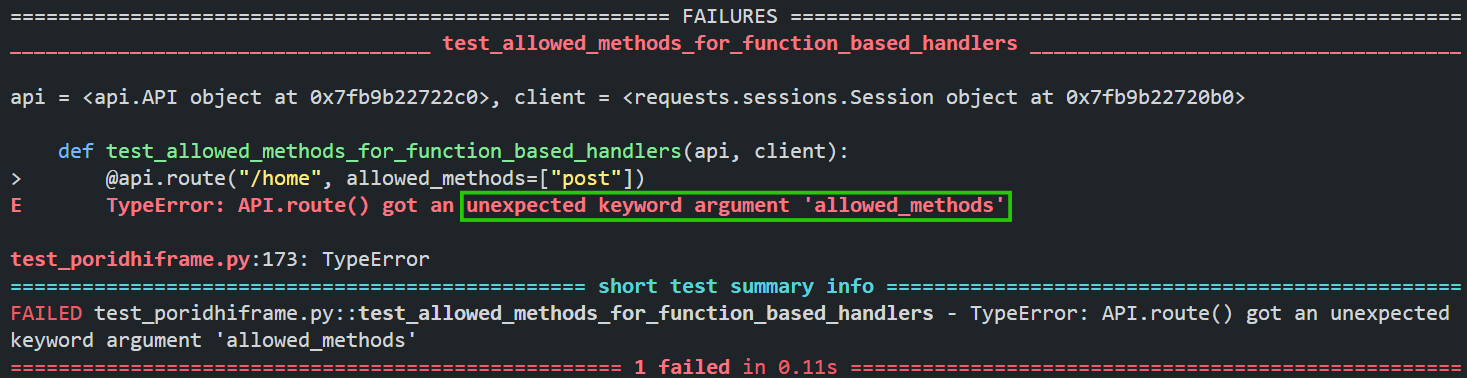 ======================================================= FAILURES ========================================================
___________________________________ test_allowed_methods_for_function_based_handlers ____________________________________
api = <api.API object at 0x7fb9b22722c0>, client = <requests.sessions.Session object at 0x7fb9b22720b0>
    def test_allowed_methods_for_function_based_handlers(api, client):
>       @api.route("/home", allowed_methods=["post"])
E       TypeError: API.route() got an unexpected keyword argument 'allowed_methods'
test_poridhiframe.py:173: TypeError
================================================ short test summary info ================================================
FAILED test_poridhiframe.py::test_allowed_methods_for_function_based_handlers - TypeError: API.route() got an unexpected
keyword argument 'allowed_methods'
=================================================== 1 failed in 0.11s ===================================================